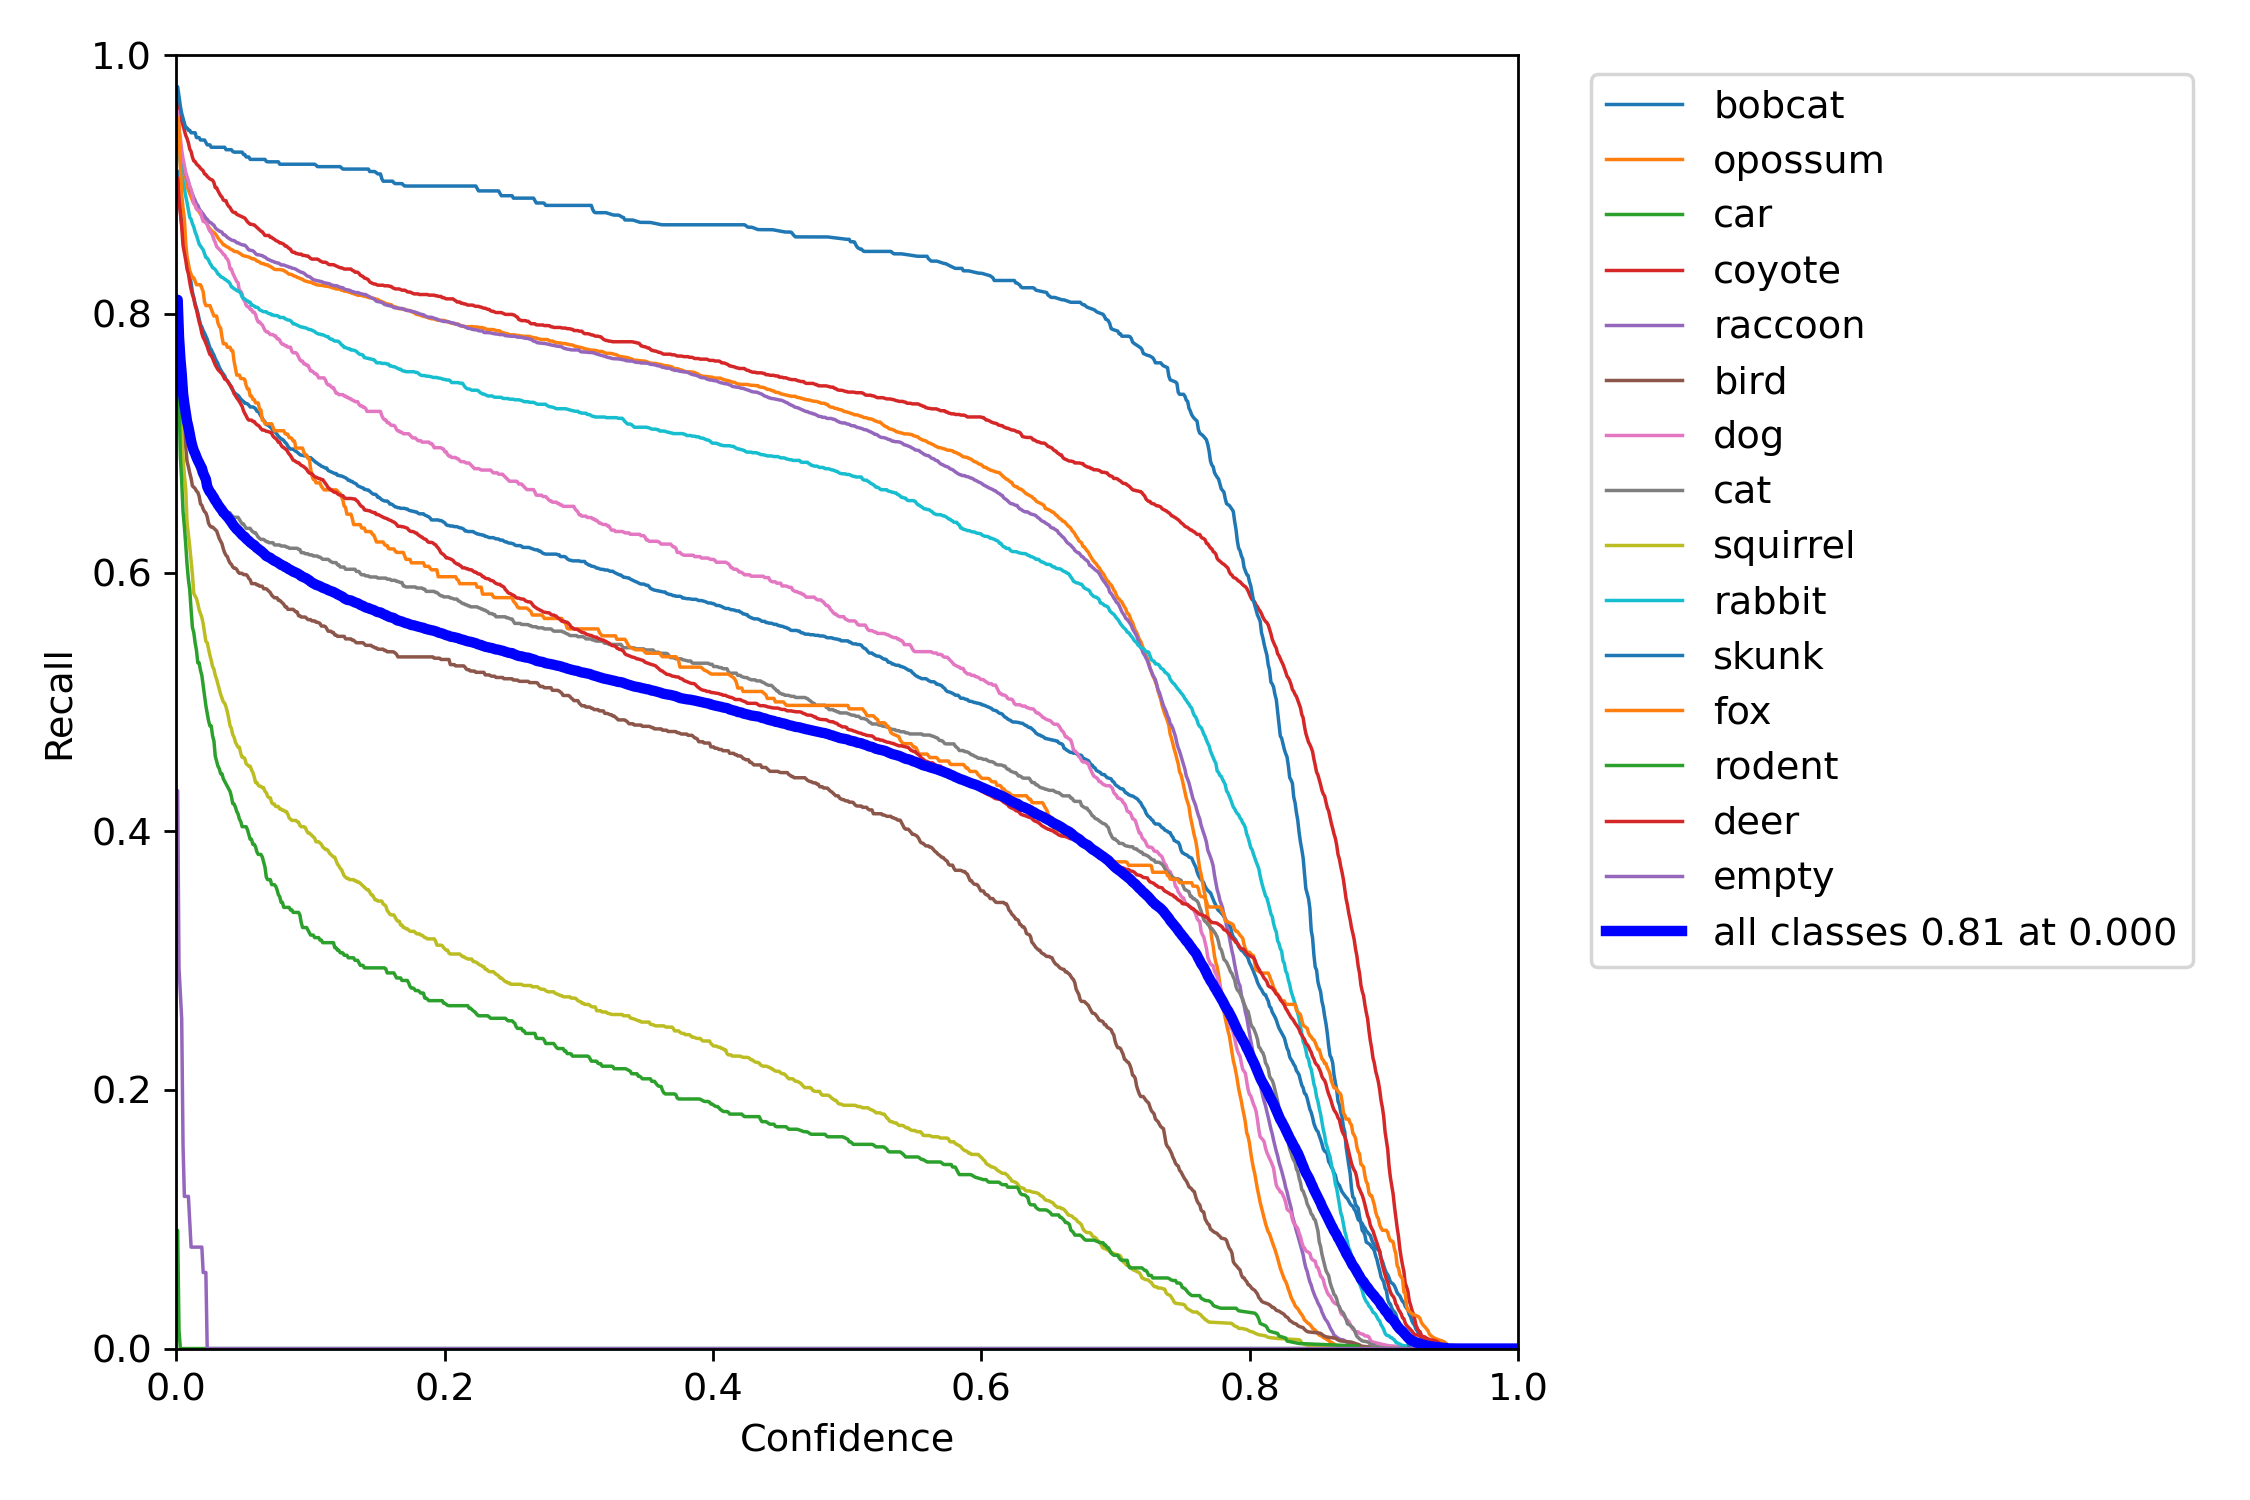 1.0
0.8
0.6
0.4
0.2
0.0
Recall
0.0 0.2 0.4 0.6 0.8 1.0
Confidence
bobcat
opossum
car
coyote
raccoon
bird
dog
cat
squirrel
rabbit
skunk
fox
rodent
deer
empty
all classes 0.81 at 0.000